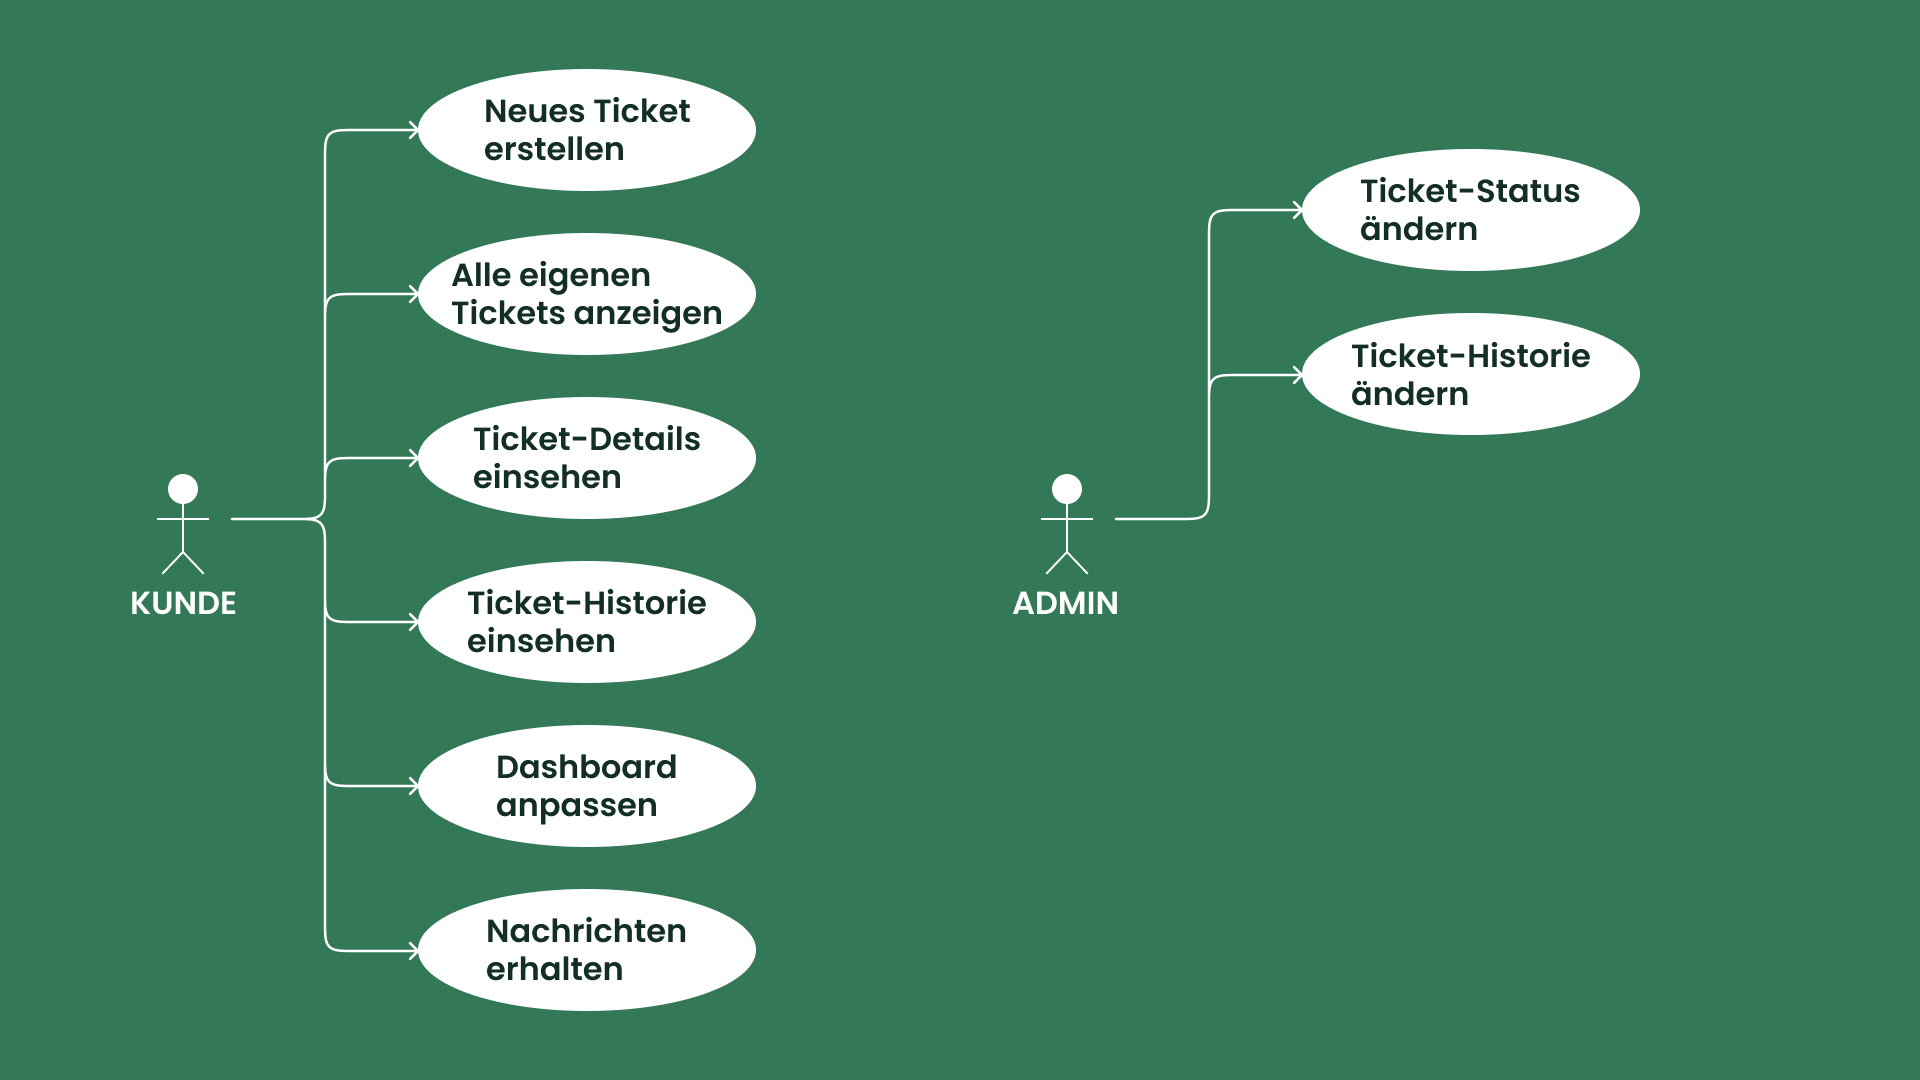 Neues Ticket
erstellen
Alle eigenen
Tickets anzeigen
Ticket-Details
einsehen
Ticket-Historie
einsehen
Dashboard
anpassen
Nachrichten
erhalten
KUNDE
Ticket-Status
ändern
Ticket-Historie
ändern
ADMIN